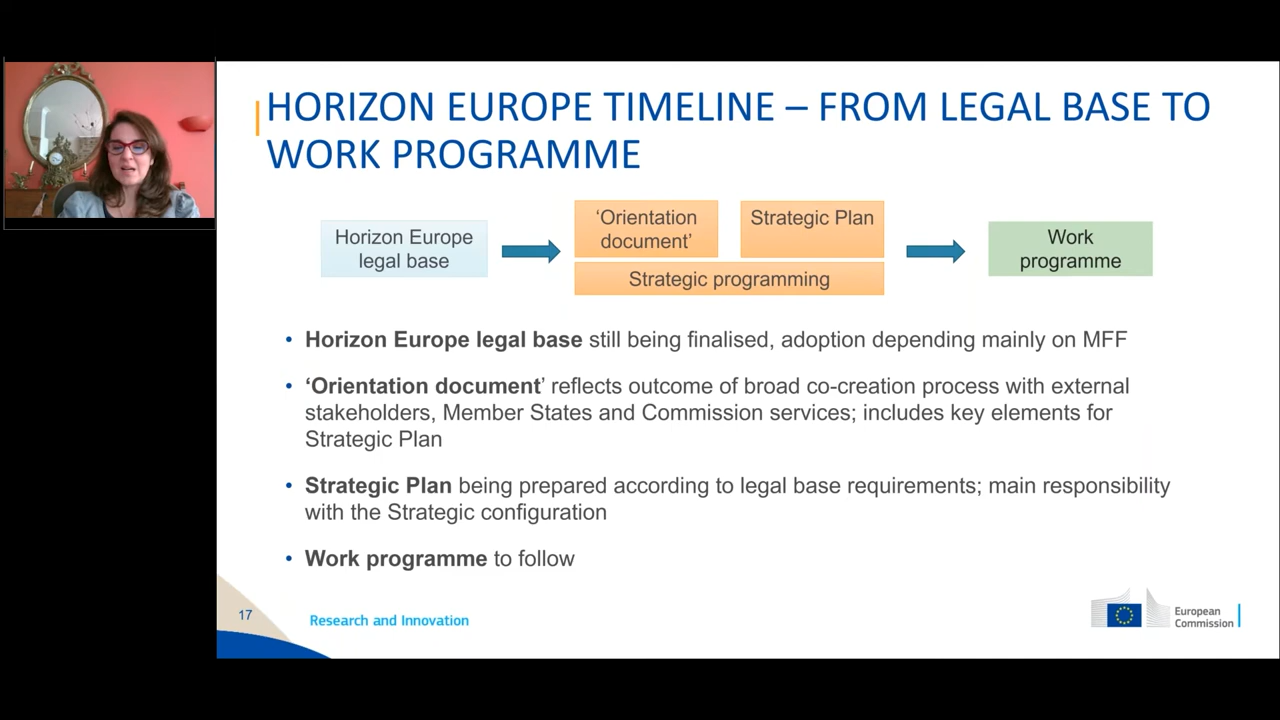 HORIZON EUROPE TIMELINE – FROM LEGAL BASE TO
WORK PROGRAMME
Horizon Europe
legal base
‘Orientation
document’
Strategic Plan
Strategic programming
Work
programme
• Horizon Europe legal base still being finalised, adoption depending mainly on MFF
• ‘Orientation document’ reflects outcome of broad co-creation process with external
stakeholders, Member States and Commission services; includes key elements for
Strategic Plan
• Strategic Plan being prepared according to legal base requirements; main responsibility
with the Strategic configuration
• Work programme to follow
17
Research and Innovation
European
Commission